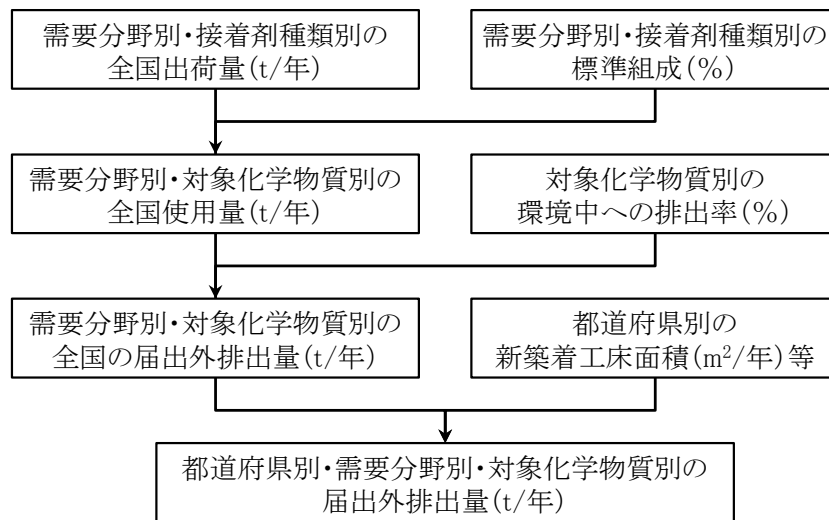 需要分野別・接着剤種類別の
全国出荷量(t/年)
需要分野別・接着剤種類別の
標準組成(%)
需要分野別・対象化学物質別の
全国使用量(t/年)
対象化学物質別の
環境中への排出率(%)
需要分野別・対象化学物質別の
全国の届出外排出量(t/年)
都道府県別の
新築着工床面積(m²/年)等
都道府県別・需要分野別・対象化学物質別の
届出外排出量(t/年)